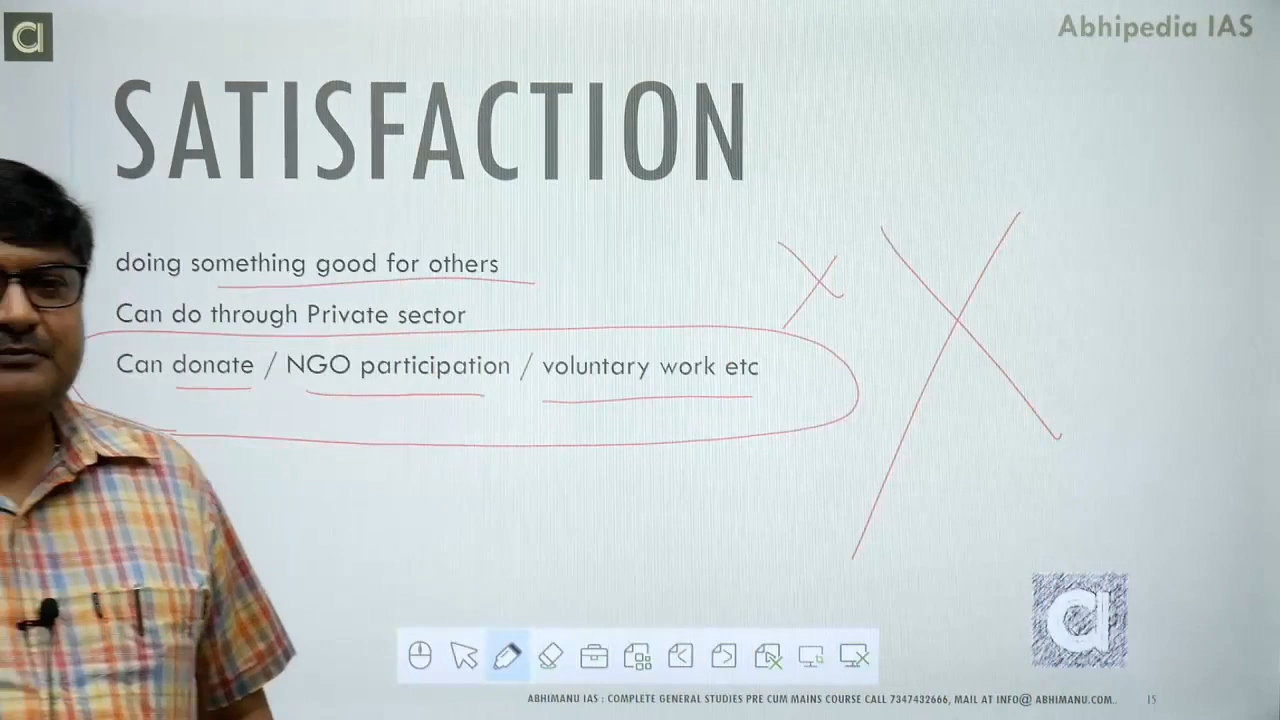 a
Abhipedia IAS
SATISFACTION
doing something good for others
Can do through Private sector
Can donate / NGO participation / voluntary work etc
a
ABHIMANU IAS : COMPLETE GENERAL STUDIES PRE CUM MAINS COURSE CALL 7347432666, MAIL AT INFO@ ABHIMANU.COM..
15